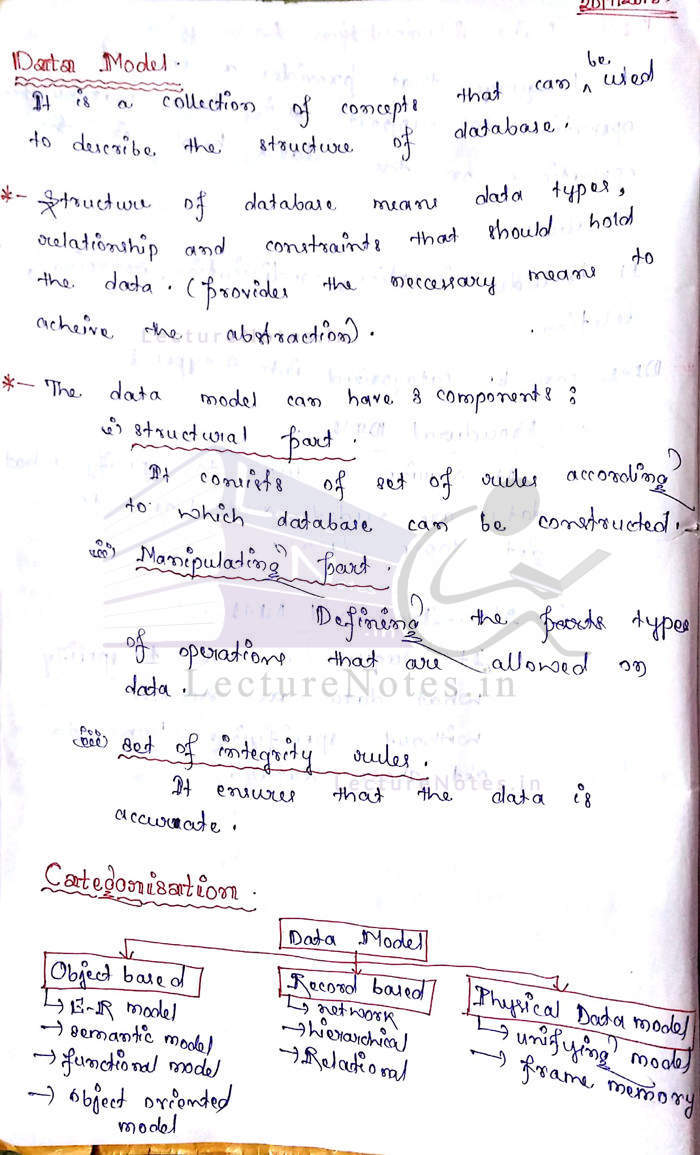 Data Model.
It is a collection of concepts that can be used
to describe the structure of database.
*- Structure of database means data types,
relationship and constraints that should hold
the data. (provides the neccessary means to
acheive the abstraction).
*- The data model can have 3 components :
i) structural part.
It consists of set of rules according
to which database can be constructed.
ii) Manipulating part.
Defining the parts types
of operations that are allowed on
data.
LectureNotes.in
iii) set of integrity rules.
LectureNotes.in
It ensures that the data is
accurate.
Categorisation.
Data Model
Object based
Record based
Physical Data model
↳ E-R model
→ semantic model
→ functional model
→ object oriented
model
↳ network
→ Hierarchical
→ Relational
↳ unifying model
→ frame memory